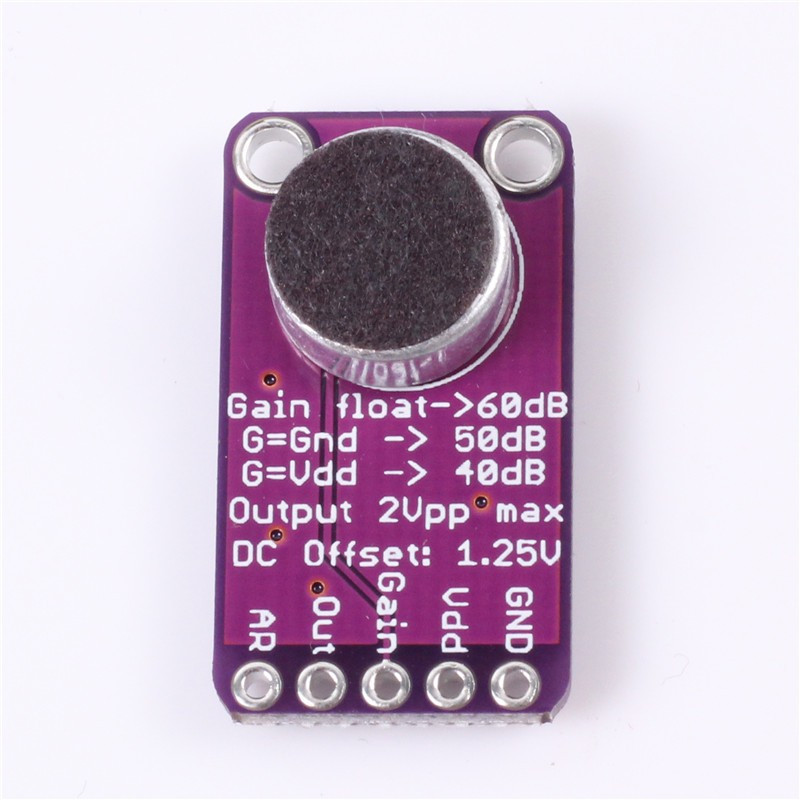 Gain float->60dB
G=Gnd -> 50dB
G=Vdd -> 40dB
Output 2Vpp max
DC Offset: 1.25V
AR
Out
Gain
Vdd
GND